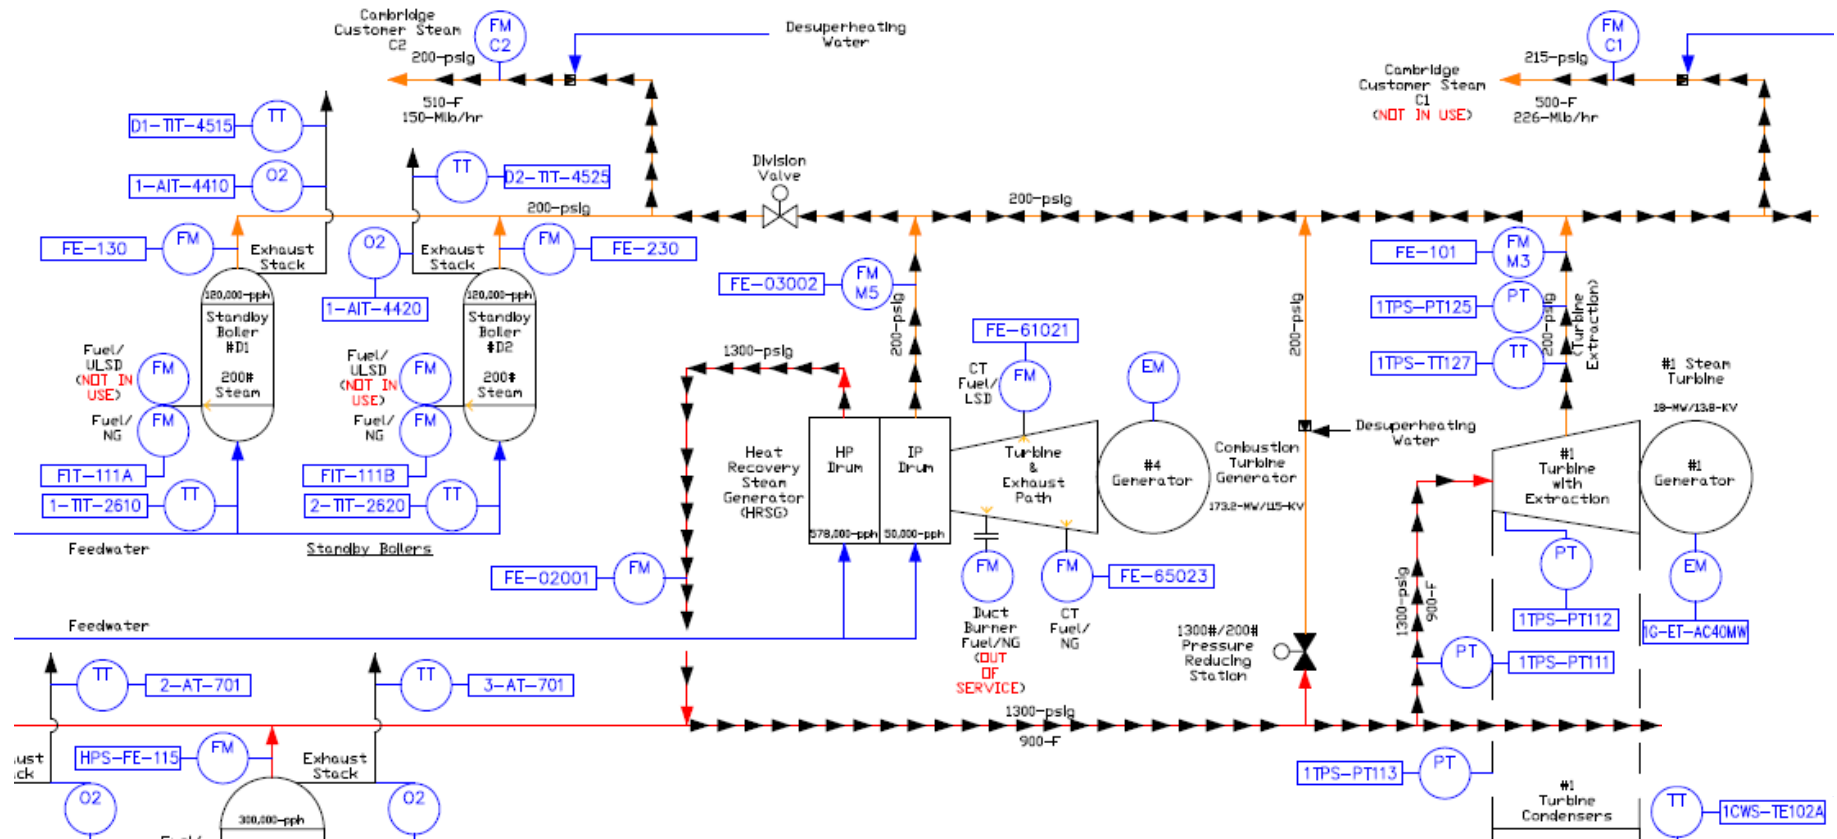 Cambridge
Customer Steam
C2
200-psig
FM
C2
Desuperheating
Water
510-F
150-Mlb/hr
215-psig
FM
C1
Cambridge
Customer Steam
C1
(NOT IN USE)
500-F
226-Mlb/hr
D1-TIT-4515
TT
1-AIT-4410
O2
TT
D2-TIT-4525
Division
Valve
200-psig
200-psig
FE-130
FM
Exhaust
Stack
O2
Exhaust
Stack
FM
FE-230
1-AIT-4420
FE-03002
FM
M5
200-psig
FE-101
FM
M3
1TPS-PT125
PT
1TPS-TT127
TT
200-psig
(Turbine
Extraction)
200-psig
120,000-pph
Standby
Boiler
#D1
200#
Steam
120,000-pph
Standby
Boiler
#D2
200#
Steam
Fuel/
ULSD
(NOT IN
USE)
FM
Fuel/
NG
FM
FIT-111A
Fuel/
ULSD
(NOT IN
USE)
FM
Fuel/
NG
FM
FIT-111B
1-TIT-2610
TT
2-TIT-2620
TT
Feedwater
Standby Boilers
1300-psig
FE-61021
CT
Fuel/
LSD
FM
EM
#1 Steam
Turbine
18-MW/13.8-KV
Heat
Recovery
Steam
Generator
(HRSG)
HP
Drum
578,000-pph
IP
Drum
50,000-pph
Turbine
&
Exhaust
Path
#4
Generator
Combustion
Turbine
Generator
173.2-MW/115-KV
Desuperheating
Water
#1
Turbine
with
Extraction
#1
Generator
FE-02001
FM
FM
Duct
Burner
Fuel/NG
(OUT
OF
SERVICE)
FM
CT
Fuel/
NG
FE-65023
1300#/200#
Pressure
Reducing
Station
1300-psig
900-F
PT
1TPS-PT112
EM
1G-ET-AC40MW
PT
1TPS-PT111
Feedwater
TT
2-AT-701
TT
3-AT-701
1300-psig
900-F
HPS-FE-115
FM
Exhaust
Stack
O2
O2
300,000-pph
1TPS-PT113
PT
#1
Turbine
Condensers
TT
1CWS-TE102A